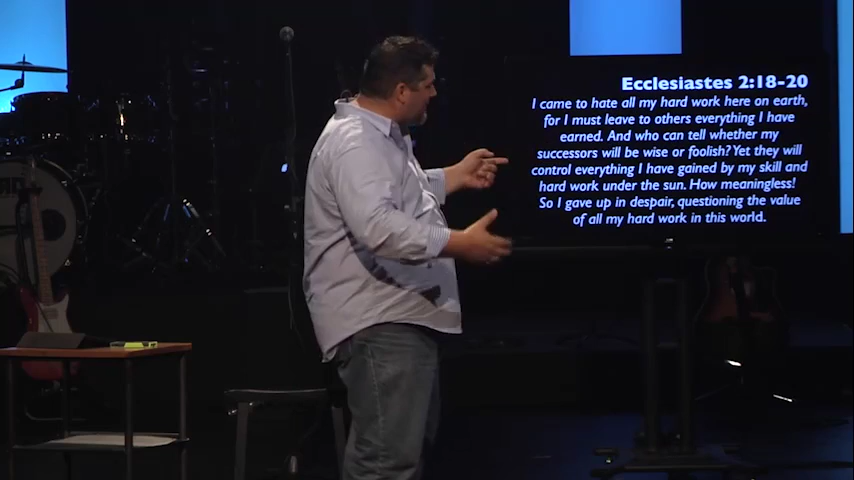 Ecclesiastes 2:18-20
I came to hate all my hard work here on earth,
for I must leave to others everything I have
earned. And who can tell whether my
successors will be wise or foolish? Yet they will
control everything I have gained by my skill and
hard work under the sun. How meaningless!
So I gave up in despair, questioning the value
of all my hard work in this world.